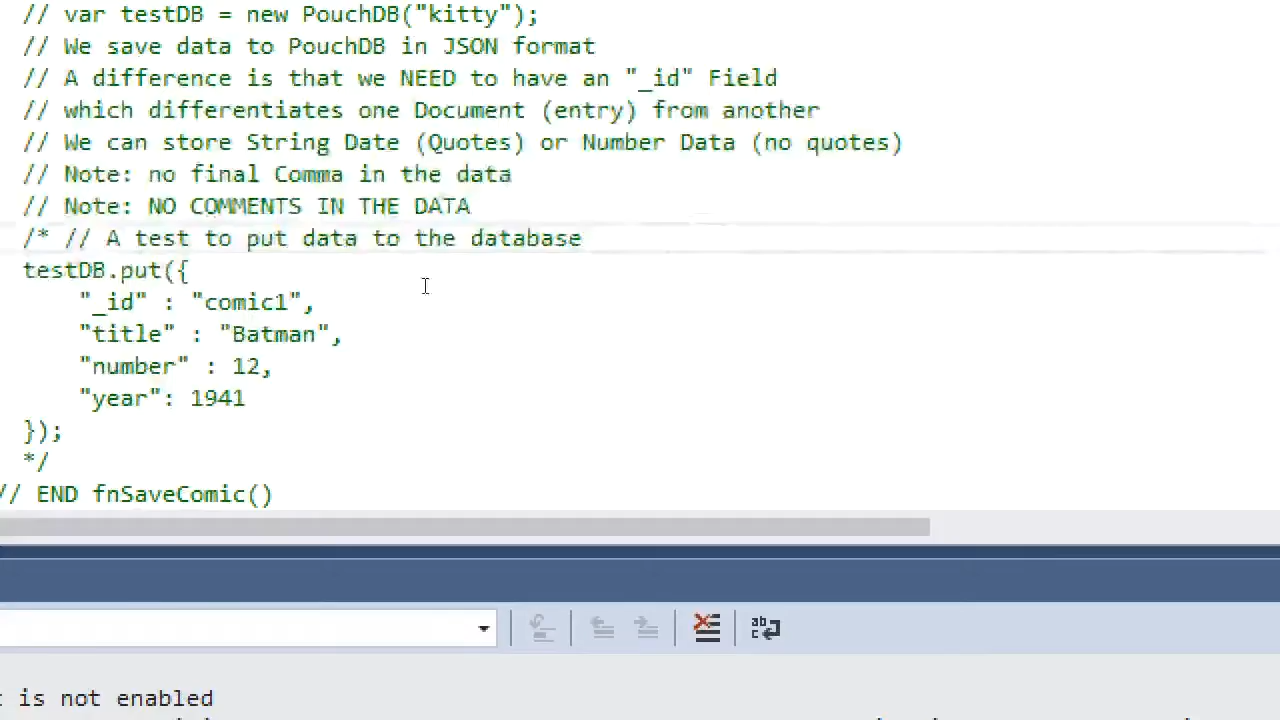 // var testDB = new PouchDB("kitty");
// We save data to PouchDB in JSON format
// A difference is that we NEED to have an "_id" Field
// which differentiates one Document (entry) from another
// We can store String Date (Quotes) or Number Data (no quotes)
// Note: no final Comma in the data
// Note: NO COMMENTS IN THE DATA
/* // A test to put data to the database
testDB.put({
"_id" : "comic1",
"title" : "Batman",
"number" : 12,
"year": 1941
});
*/
// END fnSaveComic()
ab
c
is not enabled